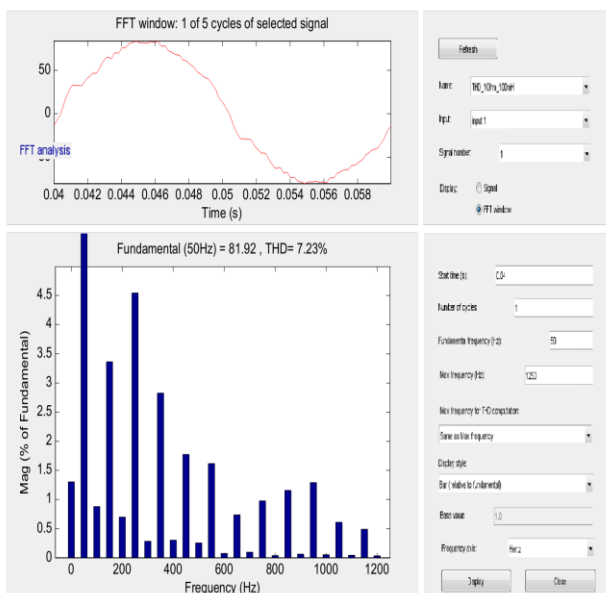 FFT window: 1 of 5 cycles of selected signal
50
0
FFT analysis
0.04 0.042 0.044 0.046 0.048 0.05 0.052 0.054 0.056 0.058
Time (s)
Refresh
Name:
Input: input 1
Signal number: 1
Display: Signal
FFT window
Fundamental (50Hz) = 81.92 , THD= 7.23%
4.5
4
3.5
3
2.5
2
1.5
1
0.5
0
Mag (% of Fundamental)
0 200 400 600 800 1000 1200
Frequency (Hz)
Start time (s): 0.04
Number of cycles: 1
Fundamental frequency (Hz): 50
Max frequency (Hz): 1250
Max frequency for THD computation:
Same as Max frequency
Display style:
Bar (relative to fundamental)
Base value: 1.0
Frequency axis: Hertz
Display Close